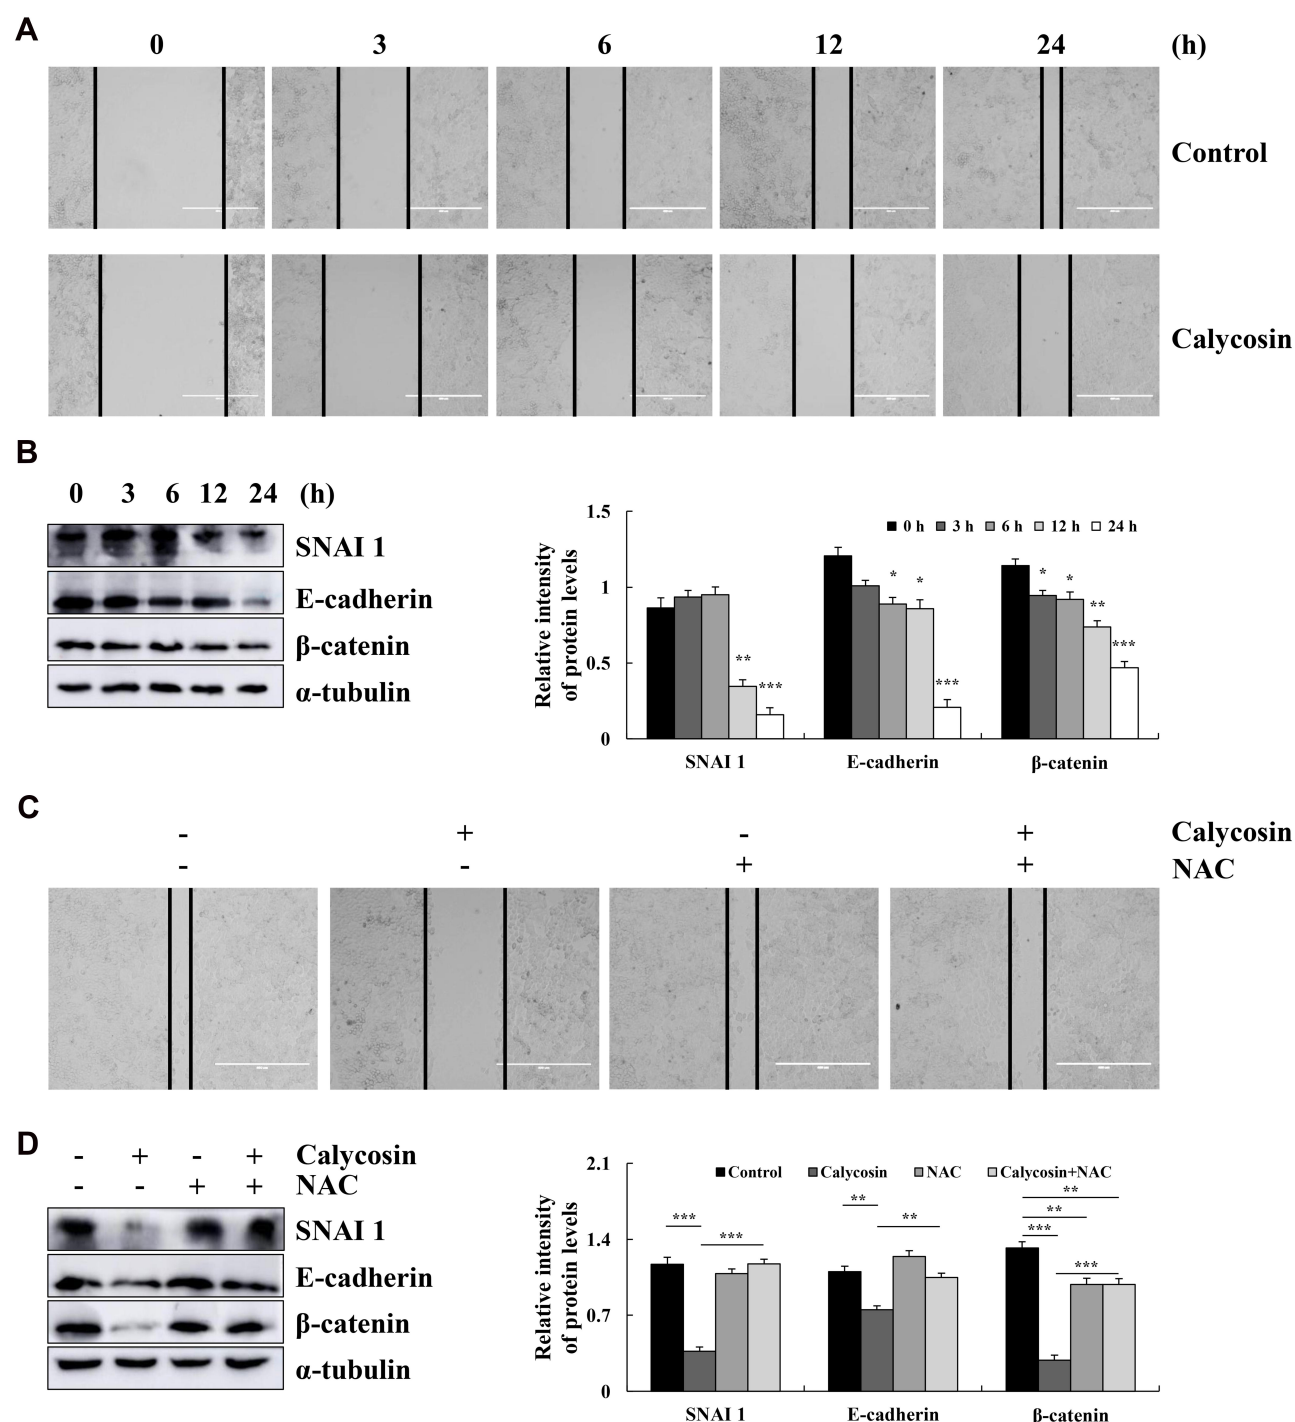 A
0 3 6 12 24 (h)
Control
Calycosin
B
0 3 6 12 24 (h)
SNAI 1
E-cadherin
β-catenin
α-tubulin
Relative intensity
of protein levels
1.5
1
0.5
0
0 h 3 h 6 h 12 h 24 h
** *** * * *** * * ** ***
SNAI 1 E-cadherin β-catenin
C
- + - + Calycosin
- - + + NAC
D
- + - + Calycosin
- - + + NAC
SNAI 1
E-cadherin
β-catenin
α-tubulin
Relative intensity
of protein levels
2.1
1.4
0.7
0
Control Calycosin NAC Calycosin+NAC
*** *** ** ** ** ** *** ***
SNAI 1 E-cadherin β-catenin